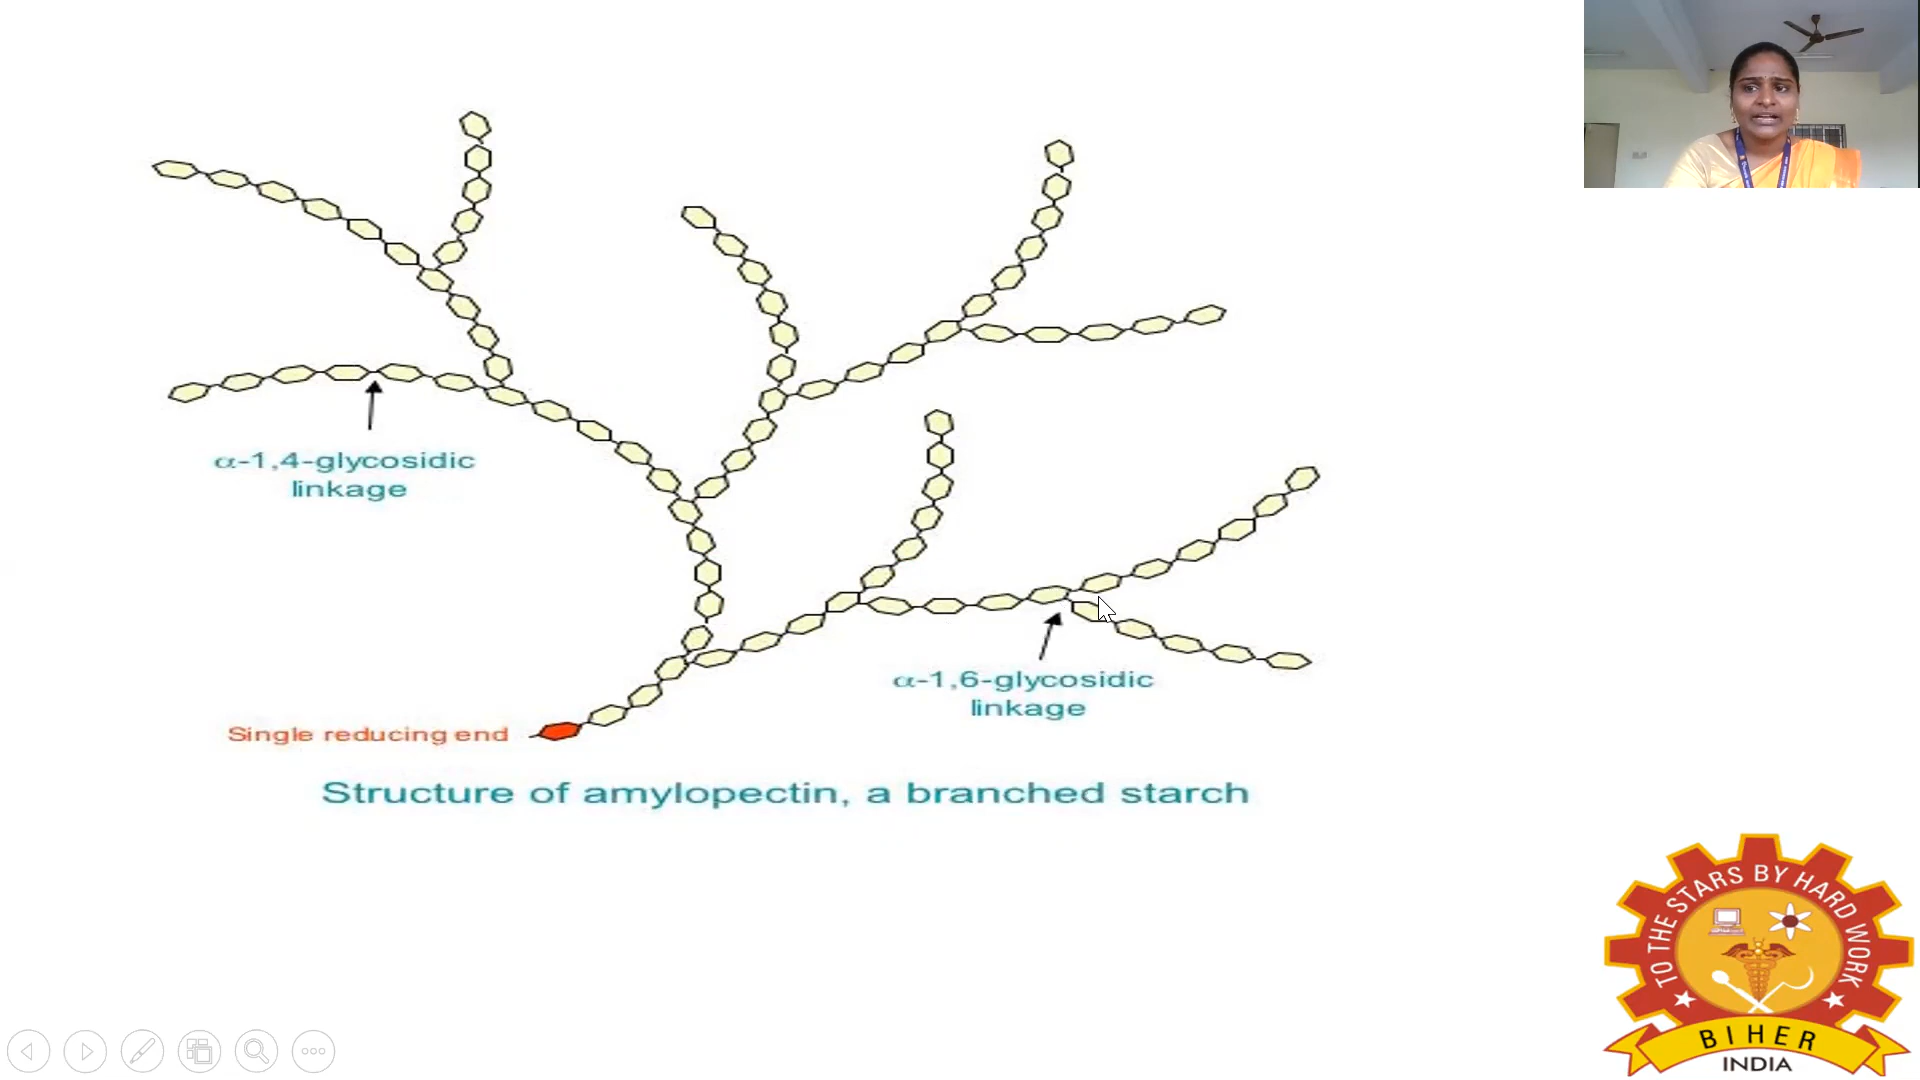 α-1,4-glycosidic
linkage
α-1,6-glycosidic
linkage
Single reducing end
Structure of amylopectin, a branched starch
TO THE STARS BY HARD WORK
BIHER
INDIA